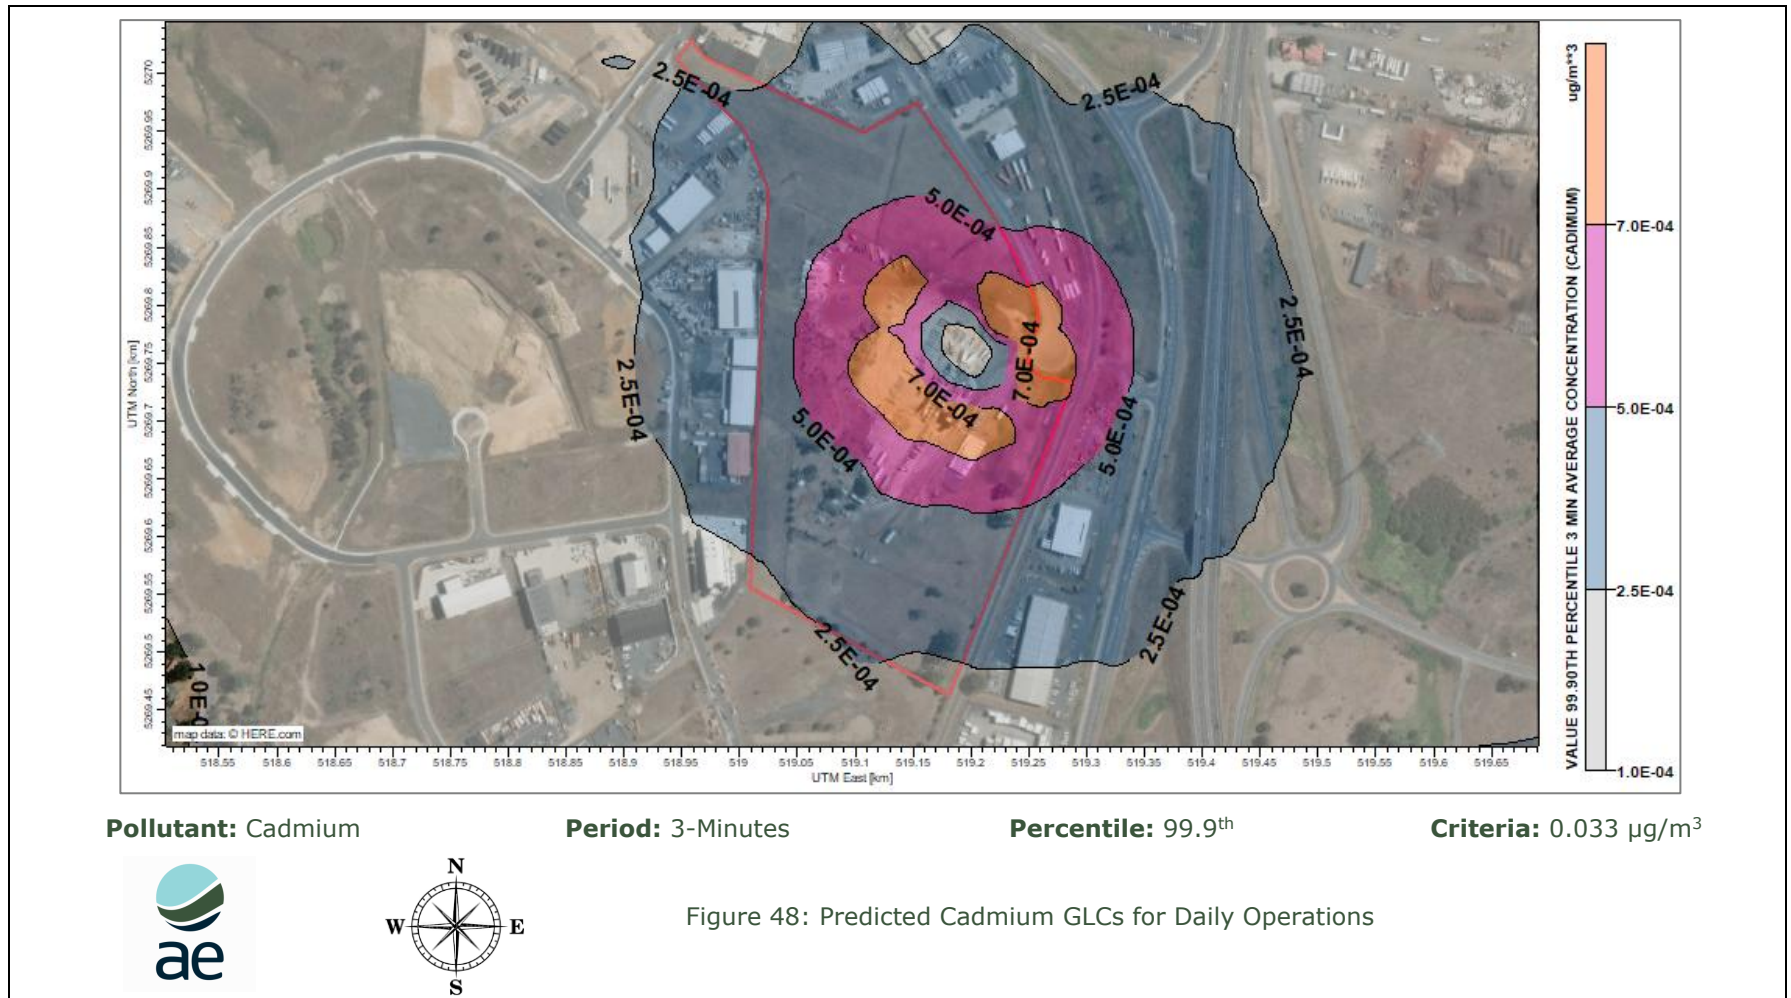 2.5E-04
2.5E-04
5.0E-04
2.5E-04
7.0E-04
7.0E-04
2.5E-04
5.0E-04
5.0E-04
2.5E-04
2.5E-04
map data: © HERE.com
UTM North [km]
5270
5269.95
5269.9
5269.85
5269.8
5269.75
5269.7
5269.65
5269.6
5269.55
5269.5
5269.45
518.55 518.6 518.65 518.7 518.75 518.8 518.85 518.9 518.95 519 519.05 519.1 519.15 519.2 519.25 519.3 519.35 519.4 519.45 519.5 519.55 519.6 519.65
UTM East [km]
VALUE 99.90TH PERCENTILE 3 MIN AVERAGE CONCENTRATION (CADIMIUM)
ug/m**3
7.0E-04
5.0E-04
2.5E-04
1.0E-04
Pollutant: Cadmium Period: 3-Minutes Percentile: 99.9th Criteria: 0.033 µg/m3
ae
N
W E
S
Figure 48: Predicted Cadmium GLCs for Daily Operations